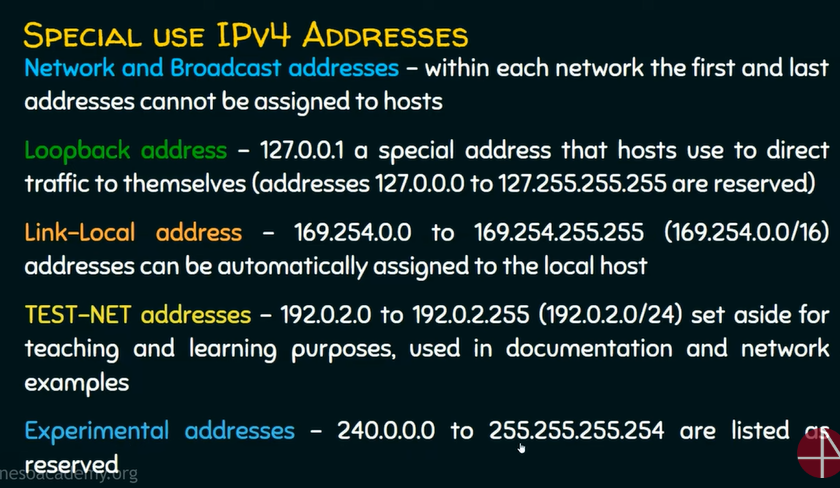 Special use IPv4 Addresses
Network and Broadcast addresses – within each network the first and last
addresses cannot be assigned to hosts
Loopback address – 127.0.0.1 a special address that hosts use to direct
traffic to themselves (addresses 127.0.0.0 to 127.255.255.255 are reserved)
Link-Local address – 169.254.0.0 to 169.254.255.255 (169.254.0.0/16)
addresses can be automatically assigned to the local host
TEST-NET addresses – 192.0.2.0 to 192.0.2.255 (192.0.2.0/24) set aside for
teaching and learning purposes, used in documentation and network
examples
Experimental addresses – 240.0.0.0 to 255.255.255.254 are listed as
reserved
nesoacademy.org